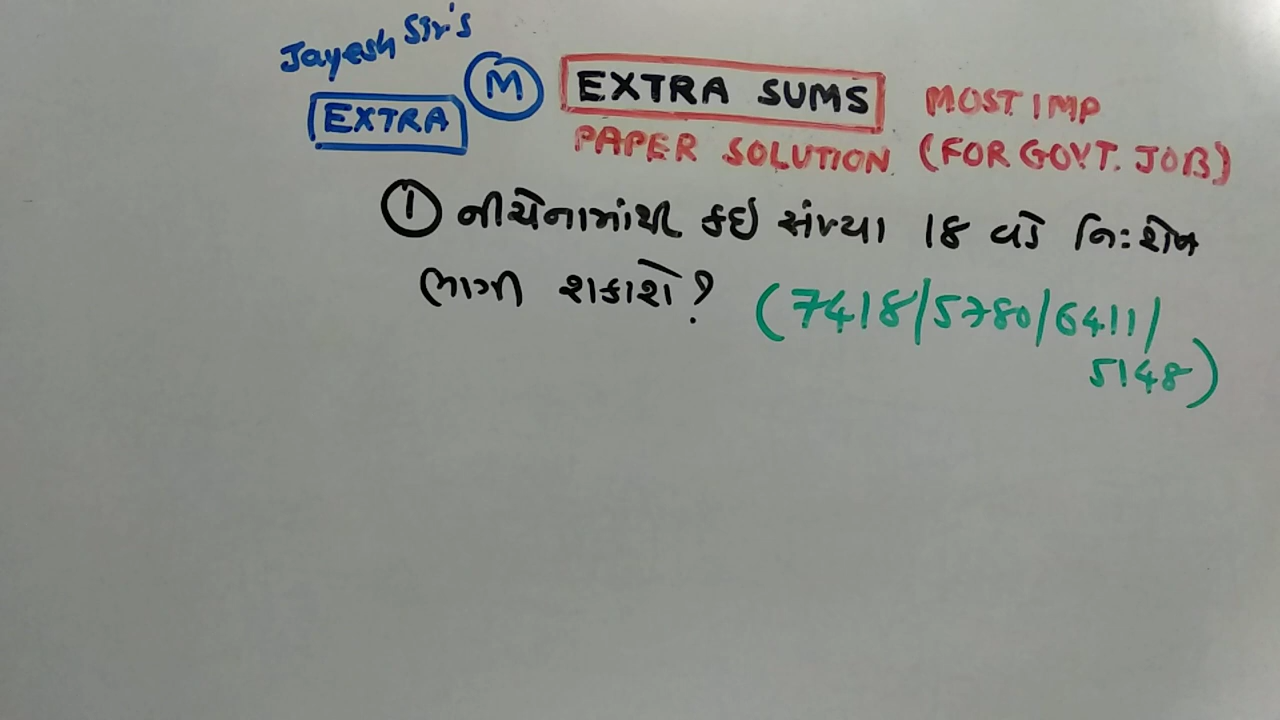 Jayesh Sir's
EXTRA M EXTRA SUMS MOST IMP
PAPER SOLUTION (FOR GOVT. JOB)
① નીચેનામાંથી કઇ સંખ્યા 18 વડે નિ:શેષ
ભાગી શકાશે? (7418/5780/6411/
5148)